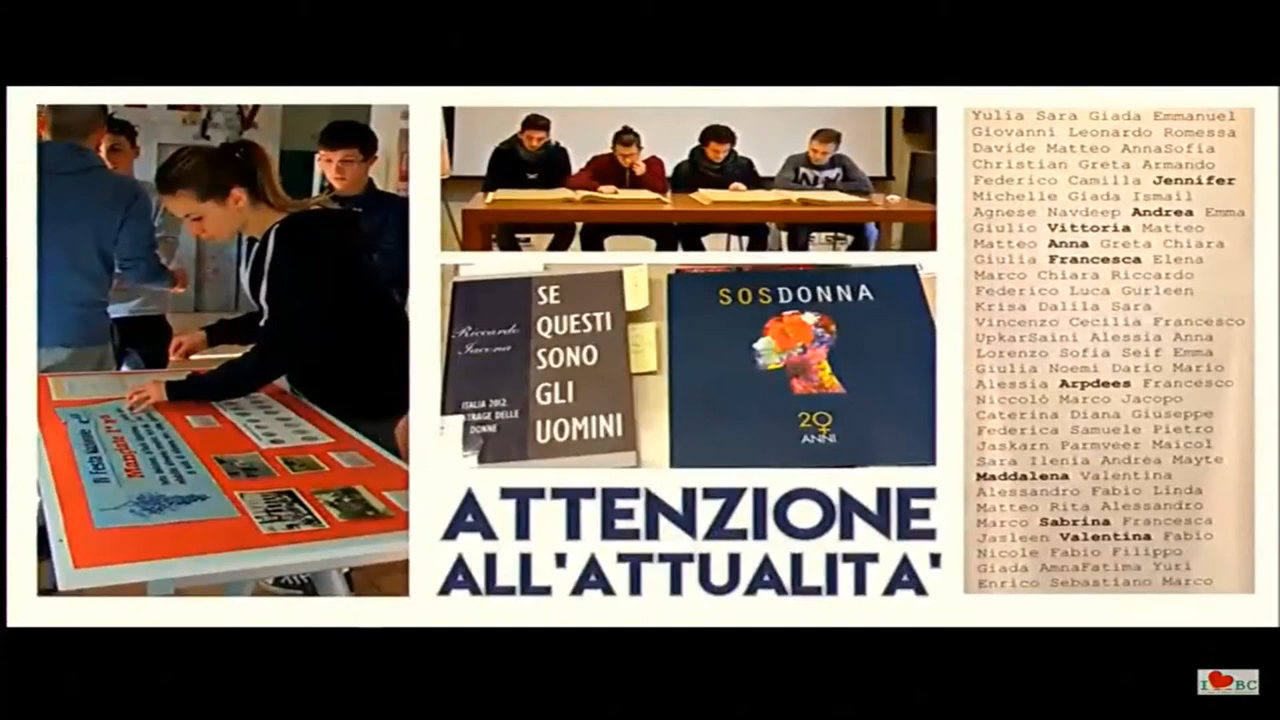 Il Festa Nazionale
Mangiate 1ª Pª
Riccardo
Iacona
ITALIA 2012.
STRAGE DELLE
DONNE
SE
QUESTI
SONO
GLI
UOMINI
SOSDONNA
20
ANNI
ATTENZIONE
ALL'ATTUALITA'
Yulia Sara Giada Emmanuel
Giovanni Leonardo Romessa
Davide Matteo AnnaSofia
Christian Greta Armando
Federico Camilla Jennifer
Michelle Giada Ismail
Agnese Navdeep Andrea Emma
Giulio Vittoria Matteo
Matteo Anna Greta Chiara
Giulia Francesca Elena
Marco Chiara Riccardo
Federico Luca Gurleen
Krisa Dalila Sara
Vincenzo Cecilia Francesco
UpkarSaini Alessia Anna
Lorenzo Sofia Seif Emma
Giulia Noemi Dario Mario
Alessia Arpdees Francesco
Niccolò Marco Jacopo
Caterina Diana Giuseppe
Federica Samuele Pietro
Jaskarn Parmveer Maicol
Sara Ilenia Andrea Mayte
Maddalena Valentina
Alessandro Fabio Linda
Matteo Rita Alessandro
Marco Sabrina Francesca
Jasleen Valentina Fabio
Nicole Fabio Filippo
Giada AmnaFatima Yuri
Enrico Sebastiano Marco
I BC